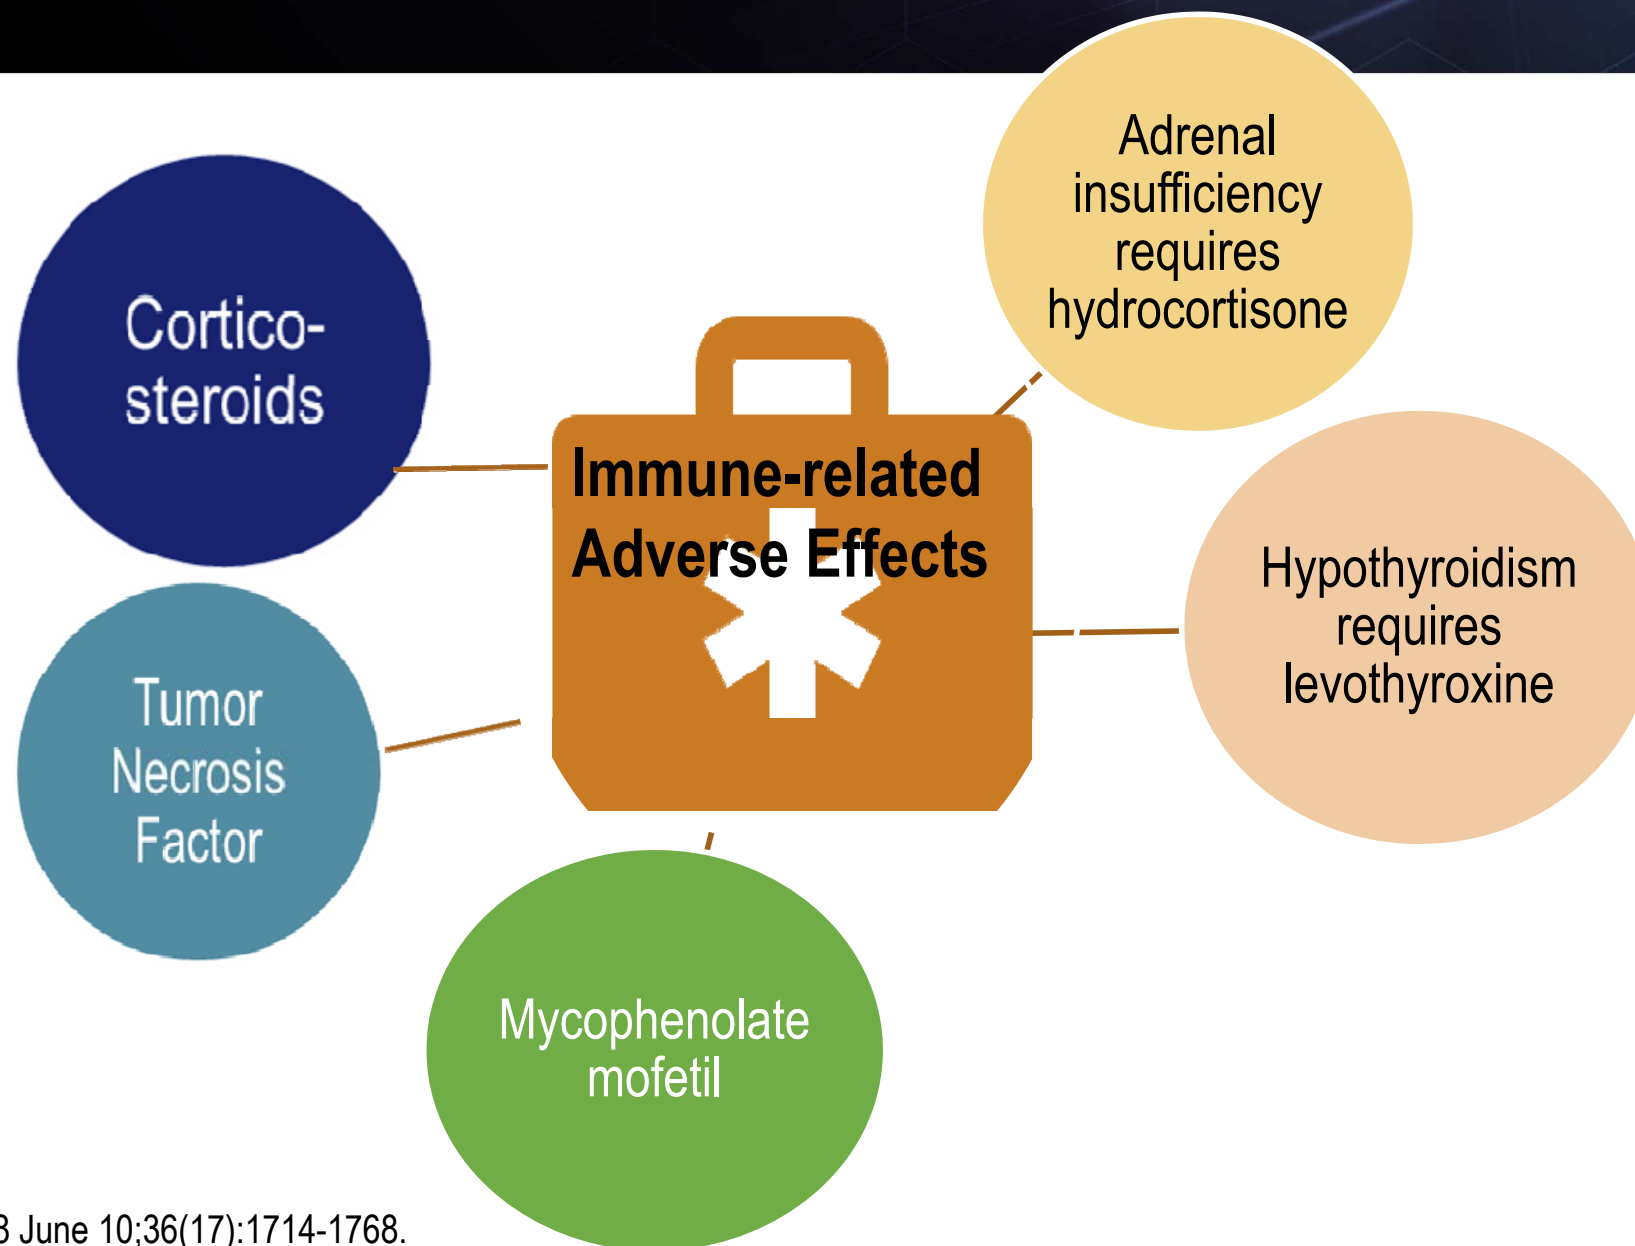 Adrenal
insufficiency
requires
hydrocortisone
Cortico-
steroids
Immune-related
Adverse Effects
Hypothyroidism
requires
levothyroxine
Tumor
Necrosis
Factor
Mycophenolate
mofetil
June 10;36(17):1714-1768.